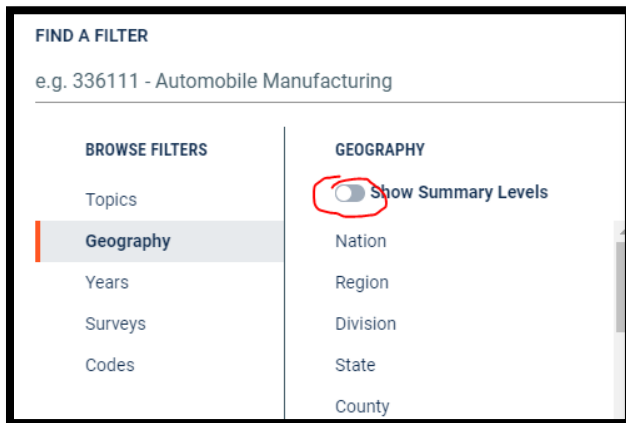 FIND A FILTER
e.g. 336111 - Automobile Manufacturing
BROWSE FILTERS
Topics
Geography
Years
Surveys
Codes
GEOGRAPHY
Show Summary Levels
Nation
Region
Division
State
County